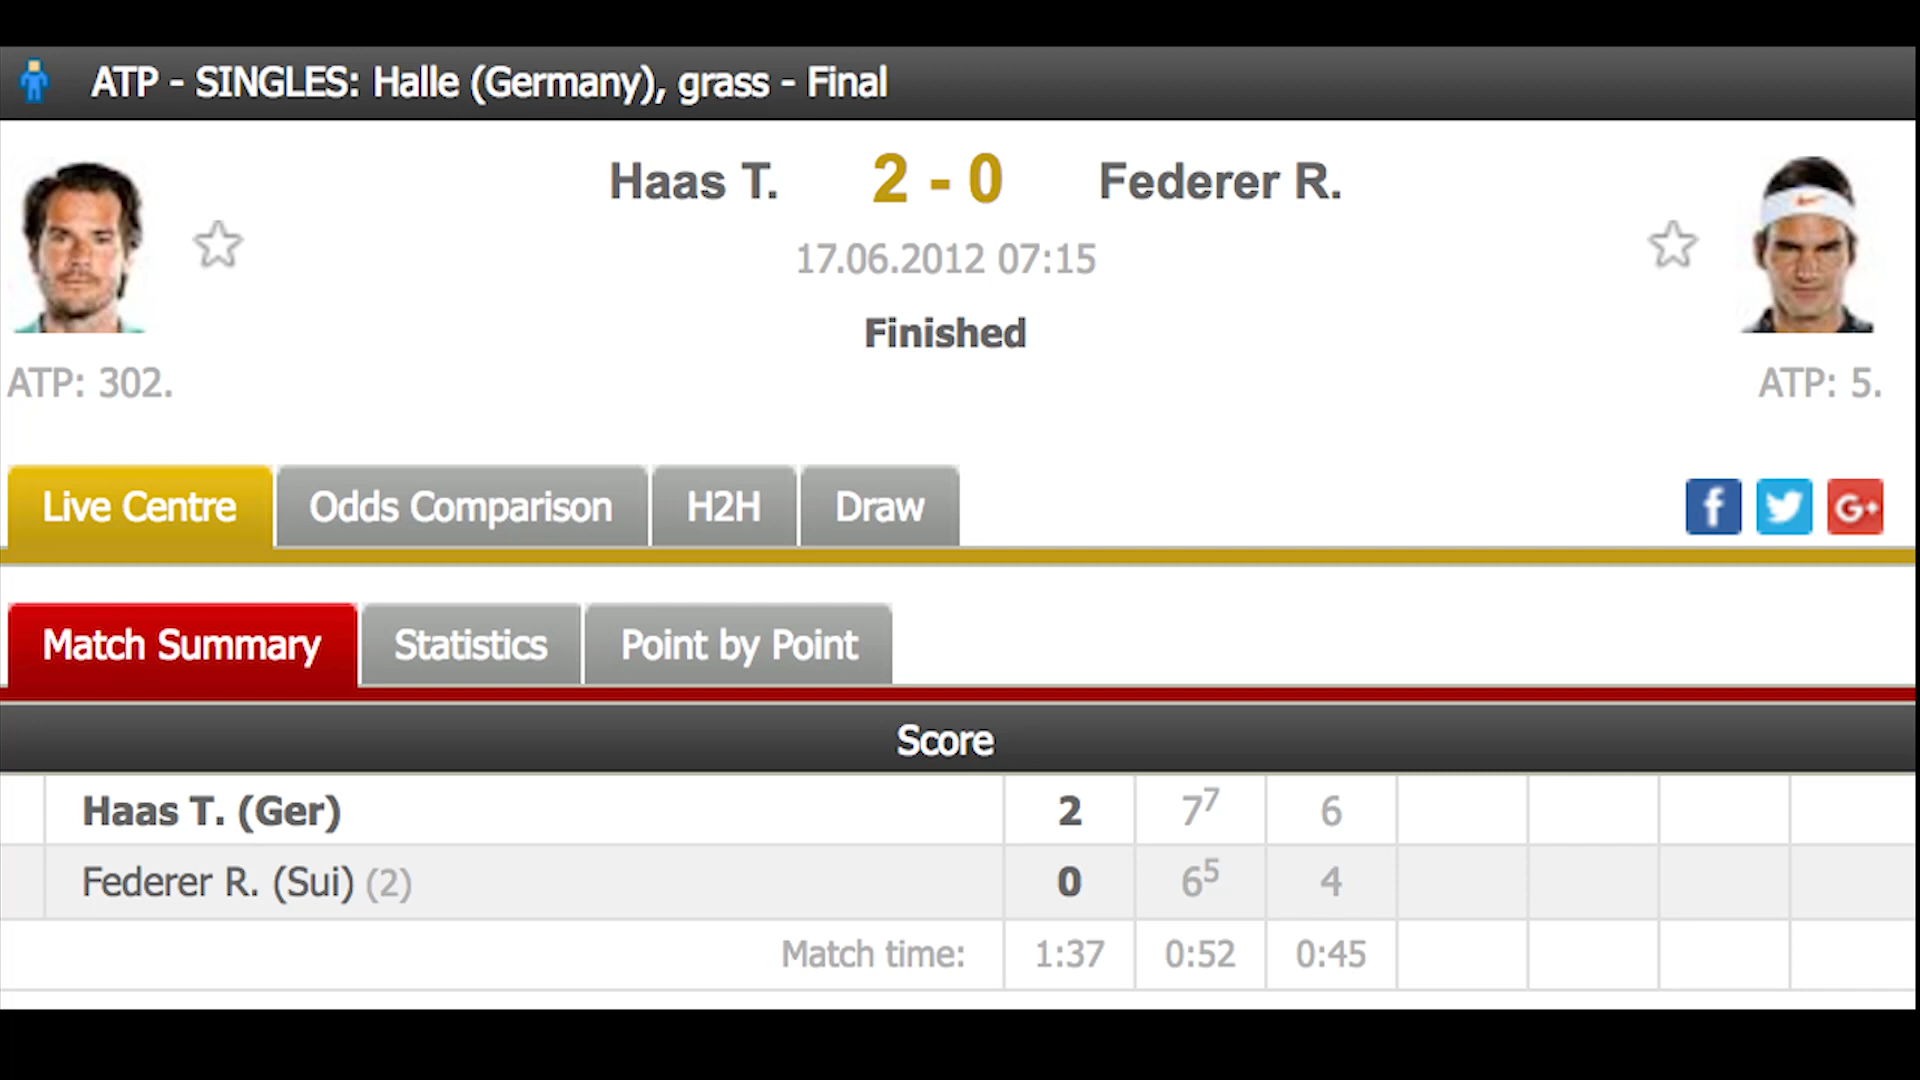 ATP - SINGLES: Halle (Germany), grass - Final
Haas T. 2 - 0 Federer R.
17.06.2012 07:15
Finished
ATP: 302. ATP: 5.
Live Centre Odds Comparison H2H Draw f G+
Match Summary Statistics Point by Point
Score
Haas T. (Ger) 2 7⁷ 6
Federer R. (Sui) (2) 0 6⁵ 4
Match time: 1:37 0:52 0:45